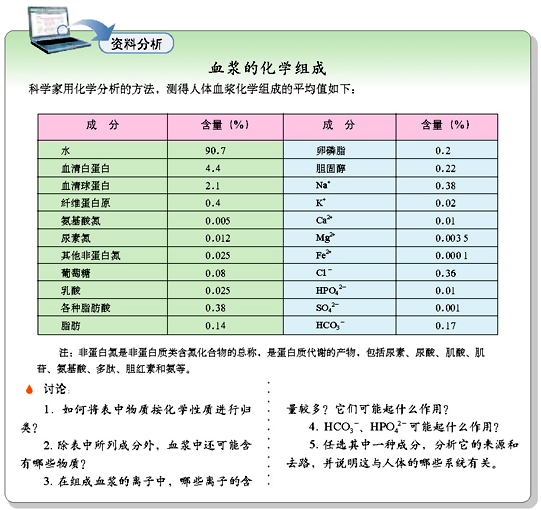 资料分析
血浆的化学组成
科学家用化学分析的方法，测得人体血浆化学组成的平均值如下：
成 分 含量（%） 成 分 含量（%）
水 90.7 卵磷脂 0.2
血清白蛋白 4.4 胆固醇 0.22
血清球蛋白 2.1 Na⁺ 0.38
纤维蛋白原 0.4 K⁺ 0.02
氨基酸氮 0.005 Ca²⁺ 0.01
尿素氮 0.012 Mg²⁺ 0.003 5
其他非蛋白氮 0.025 Fe²⁺ 0.000 1
葡萄糖 0.08 Cl⁻ 0.36
乳酸 0.025 HPO₄²⁻ 0.01
各种脂肪酸 0.38 SO₄²⁻ 0.001
脂肪 0.14 HCO₃⁻ 0.17
注：非蛋白氮是非蛋白质类含氮化合物的总称，是蛋白质代谢的产物，包括尿素、尿酸、肌酸、肌
苷、氨基酸、多肽、胆红素和氨等。
讨论：
1. 如何将表中物质按化学性质进行归
类？
2. 除表中所列成分外，血浆中还可能含
有哪些物质？
3. 在组成血浆的离子中，哪些离子的含
量较多？它们可能起什么作用？
4. HCO₃⁻、HPO₄²⁻可能起什么作用？
5. 任选其中一种成分，分析它的来源和
去路，并说明这与人体的哪些系统有关。